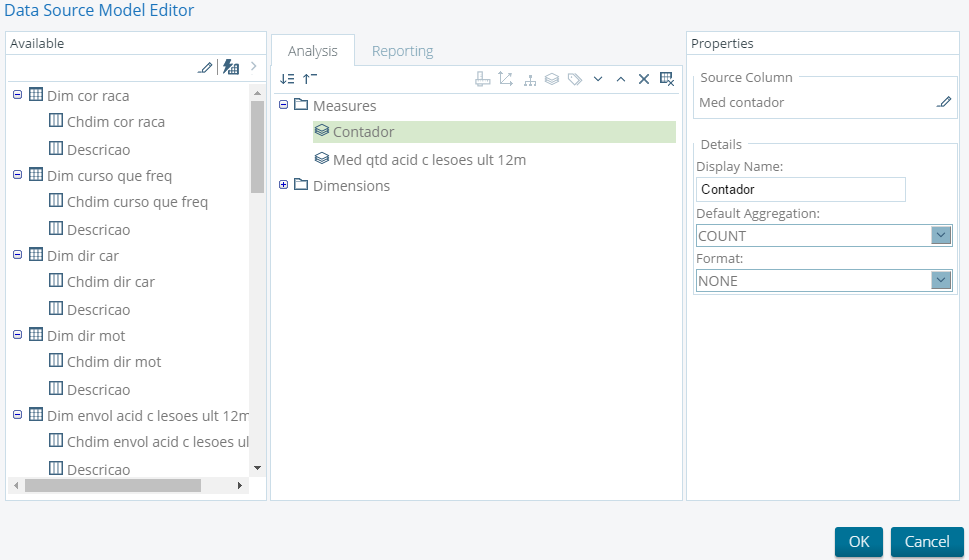 Data Source Model Editor
Available
Dim cor raca
Chdim cor raca
Descricao
Dim curso que freq
Chdim curso que freq
Descricao
Dim dir car
Chdim dir car
Descricao
Dim dir mot
Chdim dir mot
Descricao
Dim envol acid c lesoes ult 12m
Chdim envol acid c lesoes ul
Descricao
Analysis
Reporting
Measures
Contador
Med qtd acid c lesoes ult 12m
Dimensions
Properties
Source Column
Med contador
Details
Display Name:
Contador
Default Aggregation:
COUNT
Format:
NONE
OK
Cancel